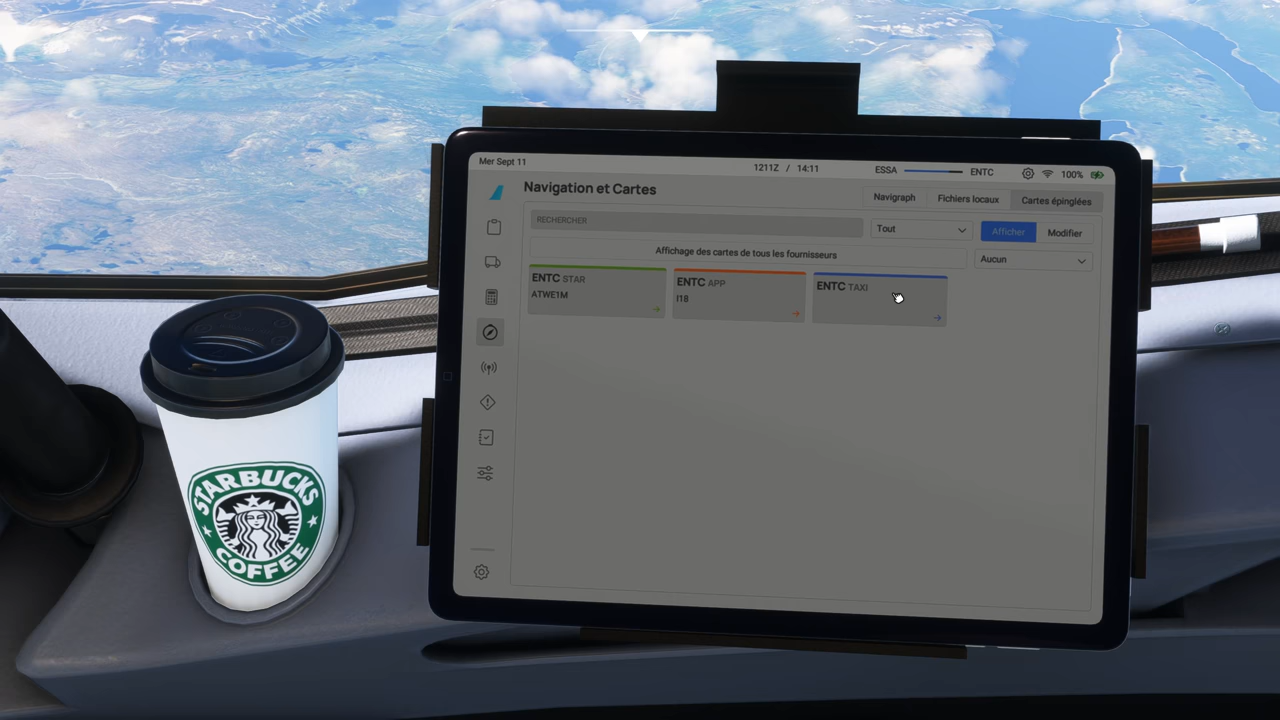 Mer Sept 11
1211Z / 14:11
ESSA
ENTC
100%
Navigation et Cartes
Navigraph
Fichiers locaux
Cartes épinglées
RECHERCHER
Tout
Afficher
Modifier
Affichage des cartes de tous les fournisseurs
Aucun
ENTC STAR
ATWE1M
ENTC APP
I18
ENTC TAXI
STARBUCKS
COFFEE